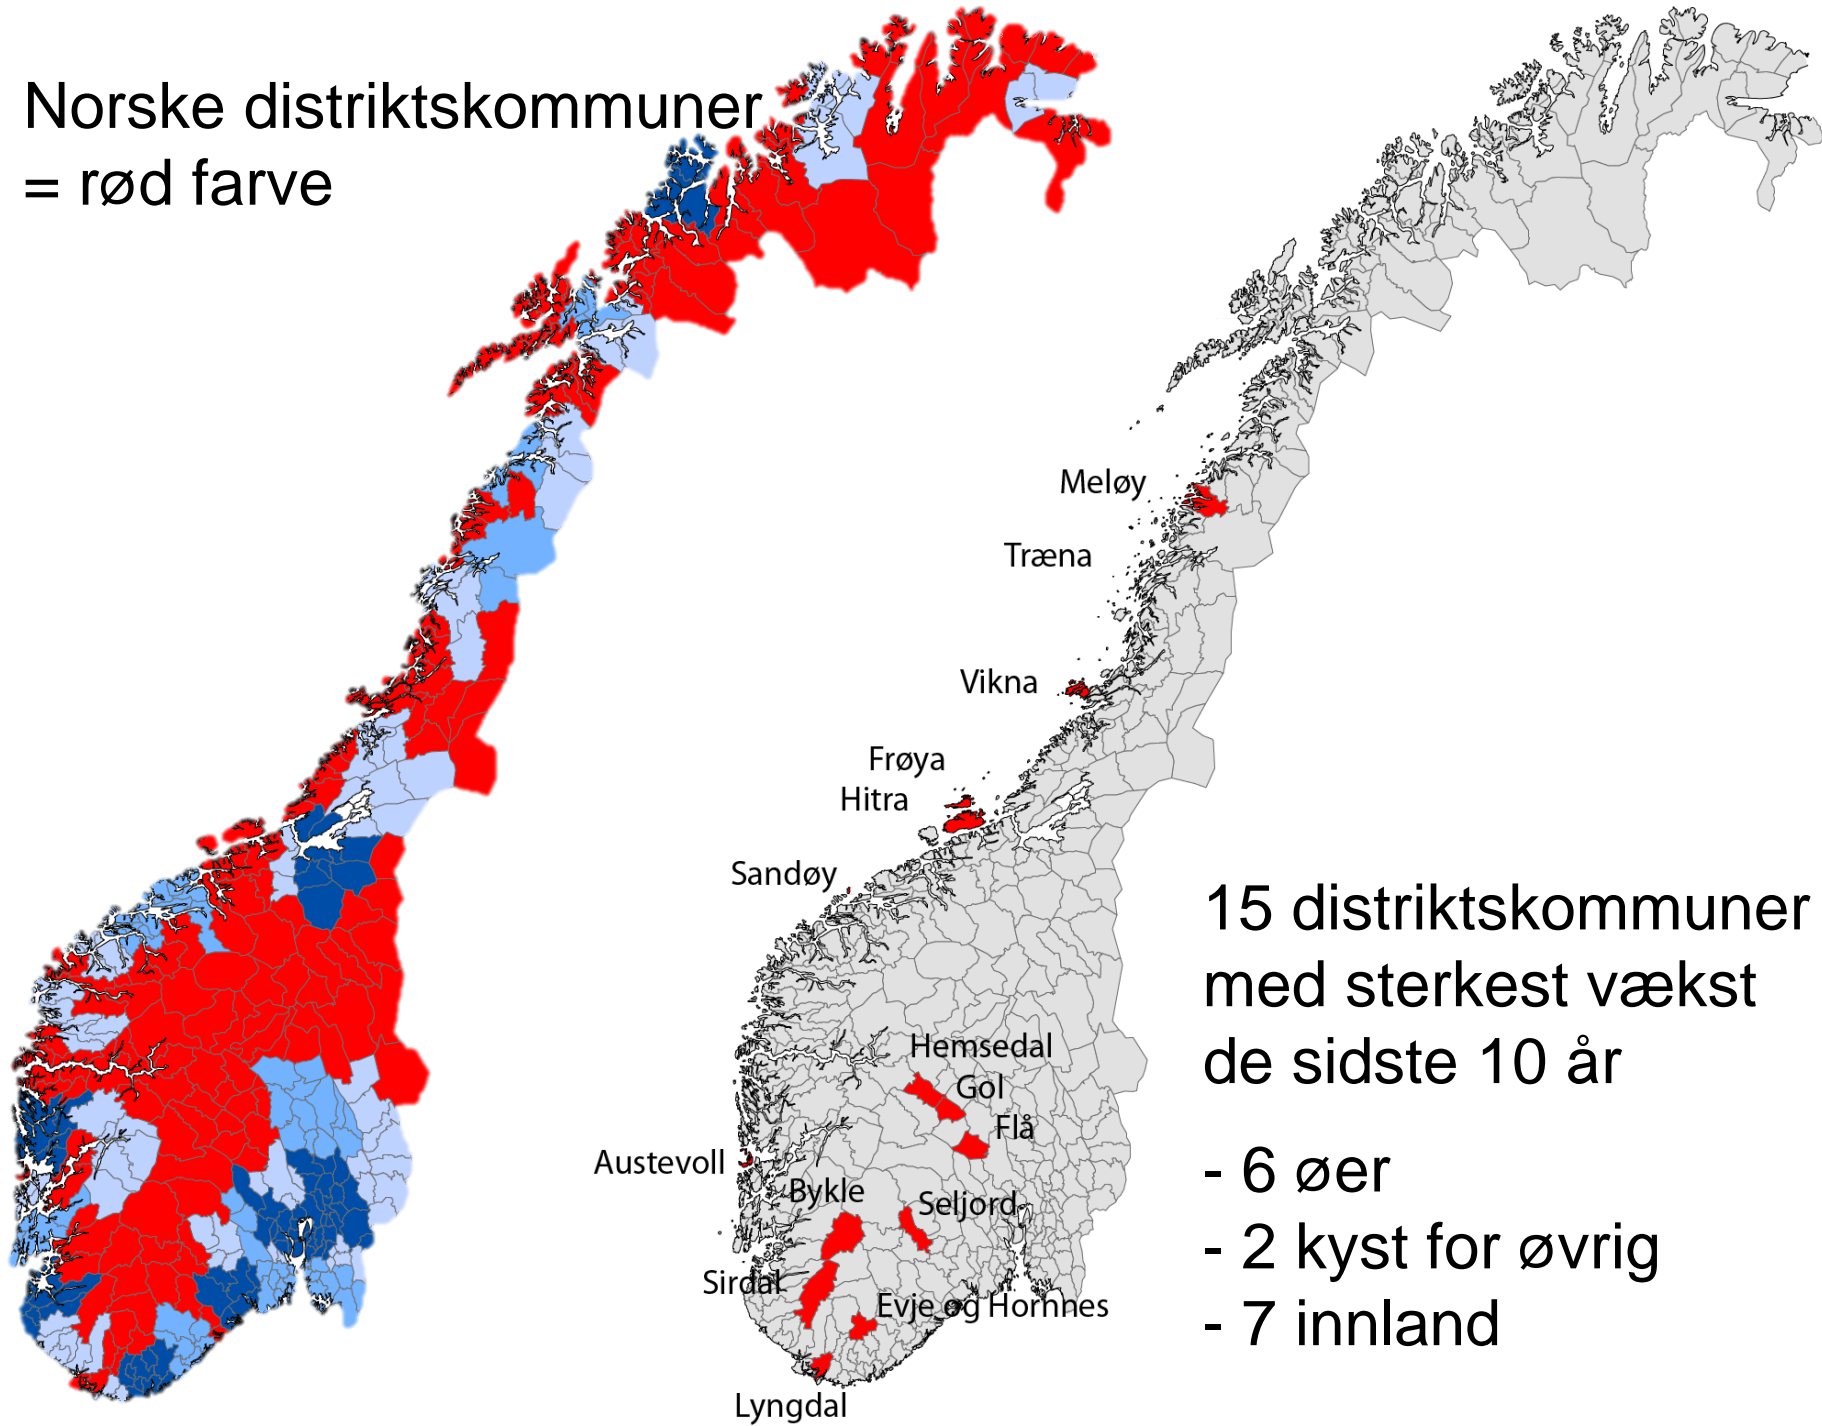 Norske distriktskommuner
= rød farve
Meløy
Træna
Vikna
Frøya
Hitra
Sandøy
Hemsedal
Gol
Flå
Austevoll
Bykle
Seljord
Sirdal
Evje og Hornnes
Lyngdal
15 distriktskommuner
med sterkest vækst
de sidste 10 år
- 6 øer
- 2 kyst for øvrig
- 7 innland